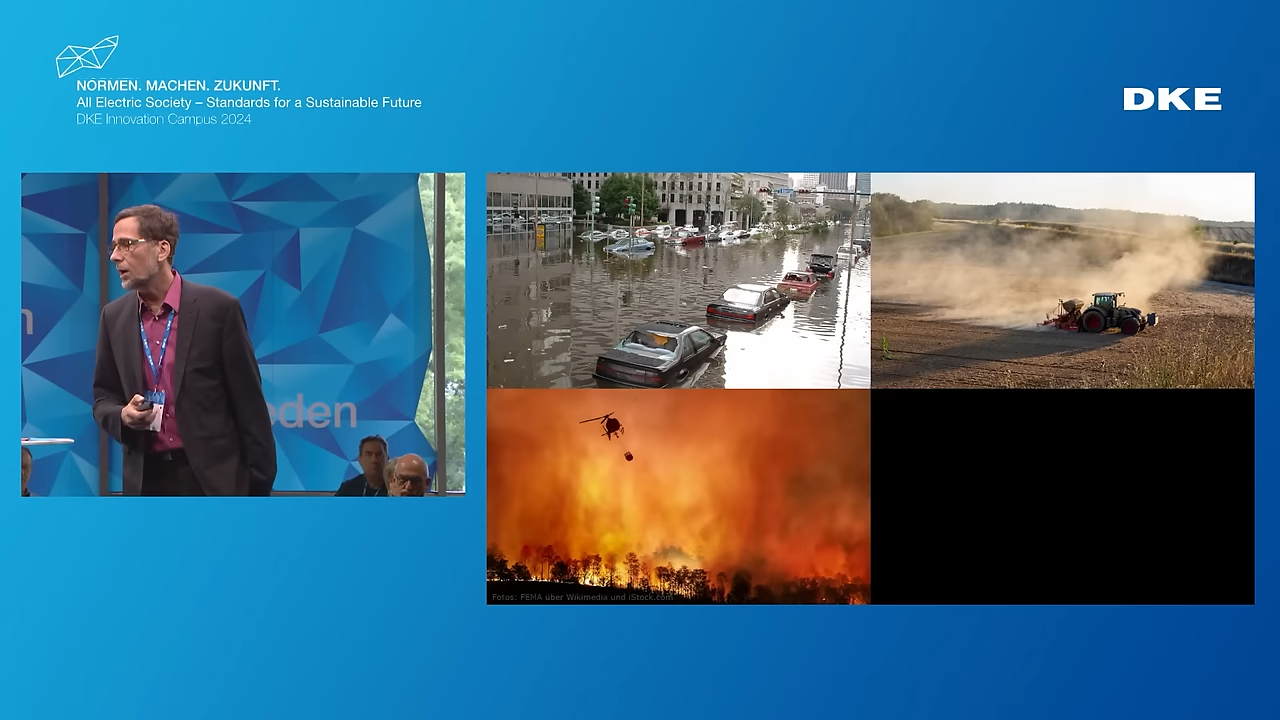 NORMEN. MACHEN. ZUKUNFT.
All Electric Society – Standards for a Sustainable Future
DKE Innovation Campus 2024
DKE
oden
Fotos: FEMA über Wikimedia und iStock.com